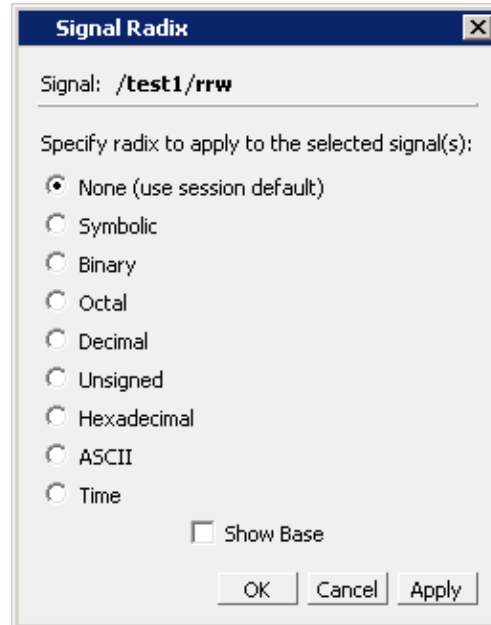 Signal Radix
Signal: /test1/rrw
Specify radix to apply to the selected signal(s):
None (use session default)
Symbolic
Binary
Octal
Decimal
Unsigned
Hexadecimal
ASCII
Time
Show Base
OK Cancel Apply